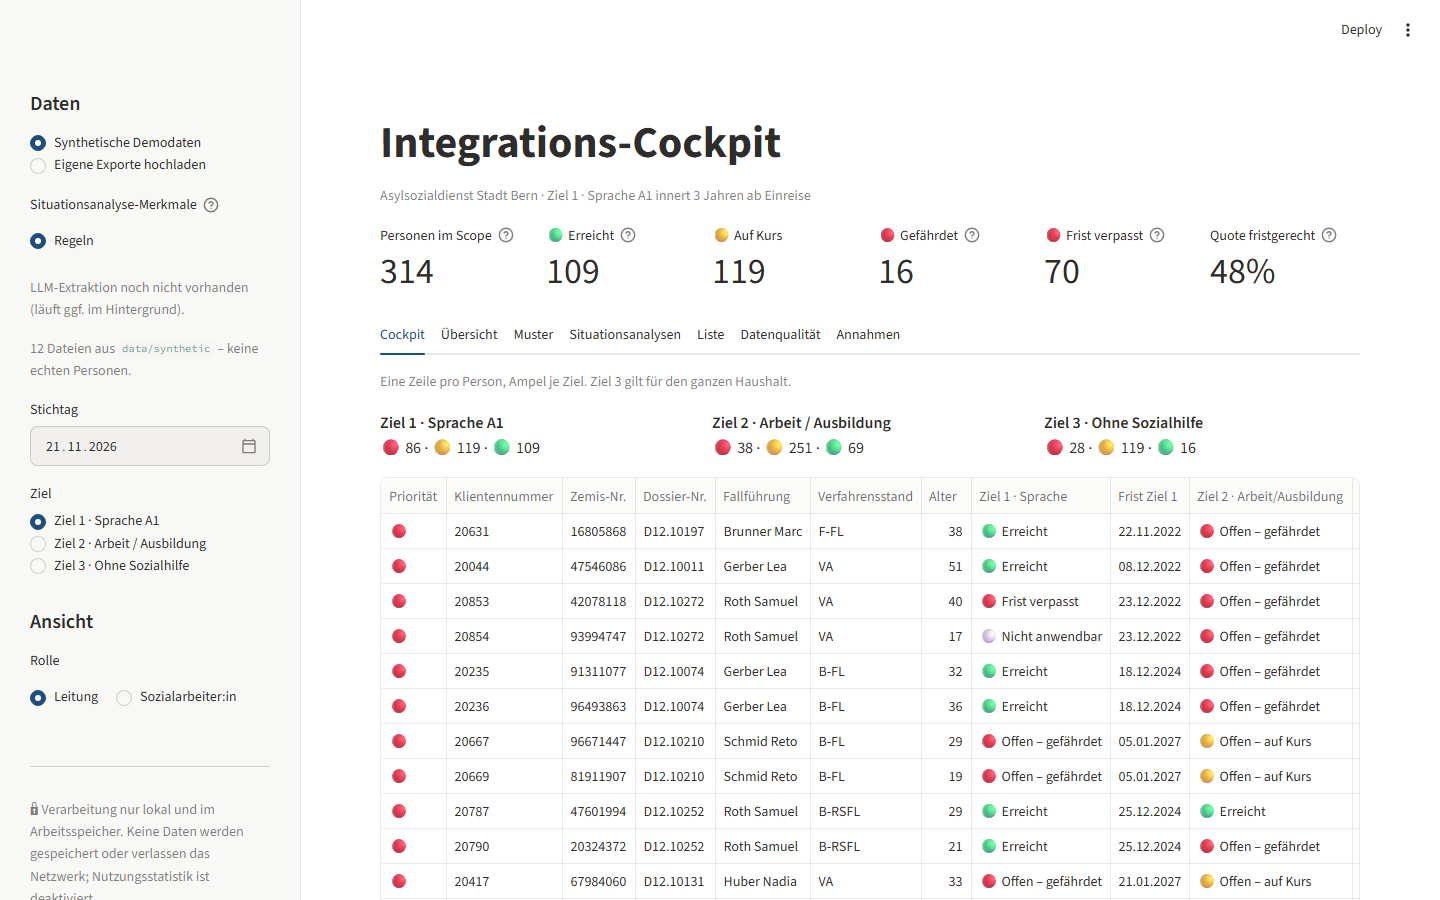 Deploy
Daten
Synthetische Demodaten
Eigene Exporte hochladen
Situationsanalyse-Merkmale
Regeln
LLM-Extraktion noch nicht vorhanden
(läuft ggf. im Hintergrund).
12 Dateien aus data/synthetic – keine
echten Personen.
Stichtag
21.11.2026
Ziel
Ziel 1 · Sprache A1
Ziel 2 · Arbeit / Ausbildung
Ziel 3 · Ohne Sozialhilfe
Ansicht
Rolle
Leitung Sozialarbeiter:in
Verarbeitung nur lokal und im
Arbeitsspeicher. Keine Daten werden
gespeichert oder verlassen das
Netzwerk; Nutzungsstatistik ist
deaktiviert
Integrations-Cockpit
Asylsozialdienst Stadt Bern · Ziel 1 · Sprache A1 innert 3 Jahren ab Einreise
Personen im Scope Erreicht Auf Kurs Gefährdet Frist verpasst Quote fristgerecht
314 109 119 16 70 48%
Cockpit Übersicht Muster Situationsanalysen Liste Datenqualität Annahmen
Eine Zeile pro Person, Ampel je Ziel. Ziel 3 gilt für den ganzen Haushalt.
Ziel 1 · Sprache A1 Ziel 2 · Arbeit / Ausbildung Ziel 3 · Ohne Sozialhilfe
86 · 119 · 109 38 · 251 · 69 28 · 119 · 16
Priorität Klientennummer Zemis-Nr. Dossier-Nr. Fallführung Verfahrensstand Alter Ziel 1 · Sprache Frist Ziel 1 Ziel 2 · Arbeit/Ausbildung
20631 16805868 D12.10197 Brunner Marc F-FL 38 Erreicht 22.11.2022 Offen – gefährdet
20044 47546086 D12.10011 Gerber Lea VA 51 Erreicht 08.12.2022 Offen – gefährdet
20853 42078118 D12.10272 Roth Samuel VA 40 Frist verpasst 23.12.2022 Offen – gefährdet
20854 93994747 D12.10272 Roth Samuel VA 17 Nicht anwendbar 23.12.2022 Offen – gefährdet
20235 91311077 D12.10074 Gerber Lea B-FL 32 Erreicht 18.12.2024 Offen – gefährdet
20236 96493863 D12.10074 Gerber Lea B-FL 36 Erreicht 18.12.2024 Offen – gefährdet
20667 96671447 D12.10210 Schmid Reto B-FL 29 Offen – gefährdet 05.01.2027 Offen – auf Kurs
20669 81911907 D12.10210 Schmid Reto B-FL 19 Offen – gefährdet 05.01.2027 Offen – auf Kurs
20787 47601994 D12.10252 Roth Samuel B-RSFL 29 Erreicht 25.12.2024 Erreicht
20790 20324372 D12.10252 Roth Samuel B-RSFL 21 Erreicht 25.12.2024 Offen – gefährdet
20417 67984060 D12.10131 Huber Nadia VA 33 Offen – gefährdet 21.01.2027 Offen – auf Kurs